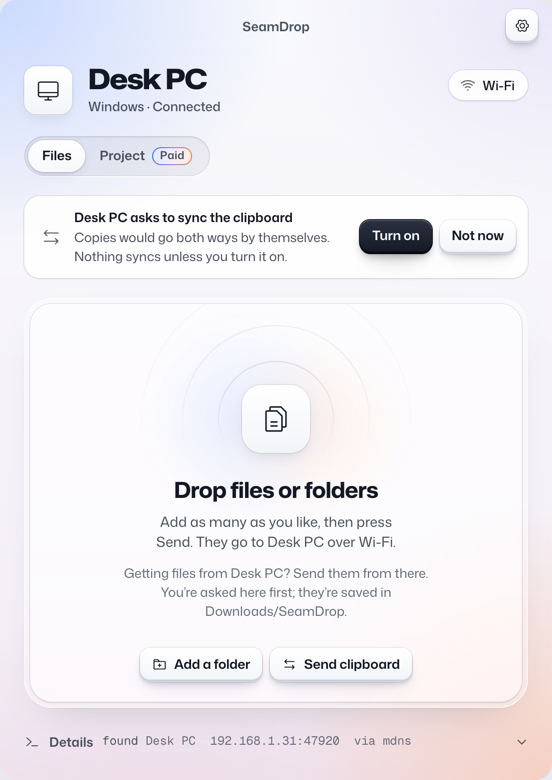 SeamDrop
Desk PC
Windows · Connected
Wi-Fi
Files
Project
Paid
Desk PC asks to sync the clipboard
Copies would go both ways by themselves.
Nothing syncs unless you turn it on.
Turn on
Not now
Drop files or folders
Add as many as you like, then press
Send. They go to Desk PC over Wi-Fi.
Getting files from Desk PC? Send them from there.
You’re asked here first; they’re saved in
Downloads/SeamDrop.
Add a folder
Send clipboard
Details found Desk PC 192.168.1.31:47920 via mdns